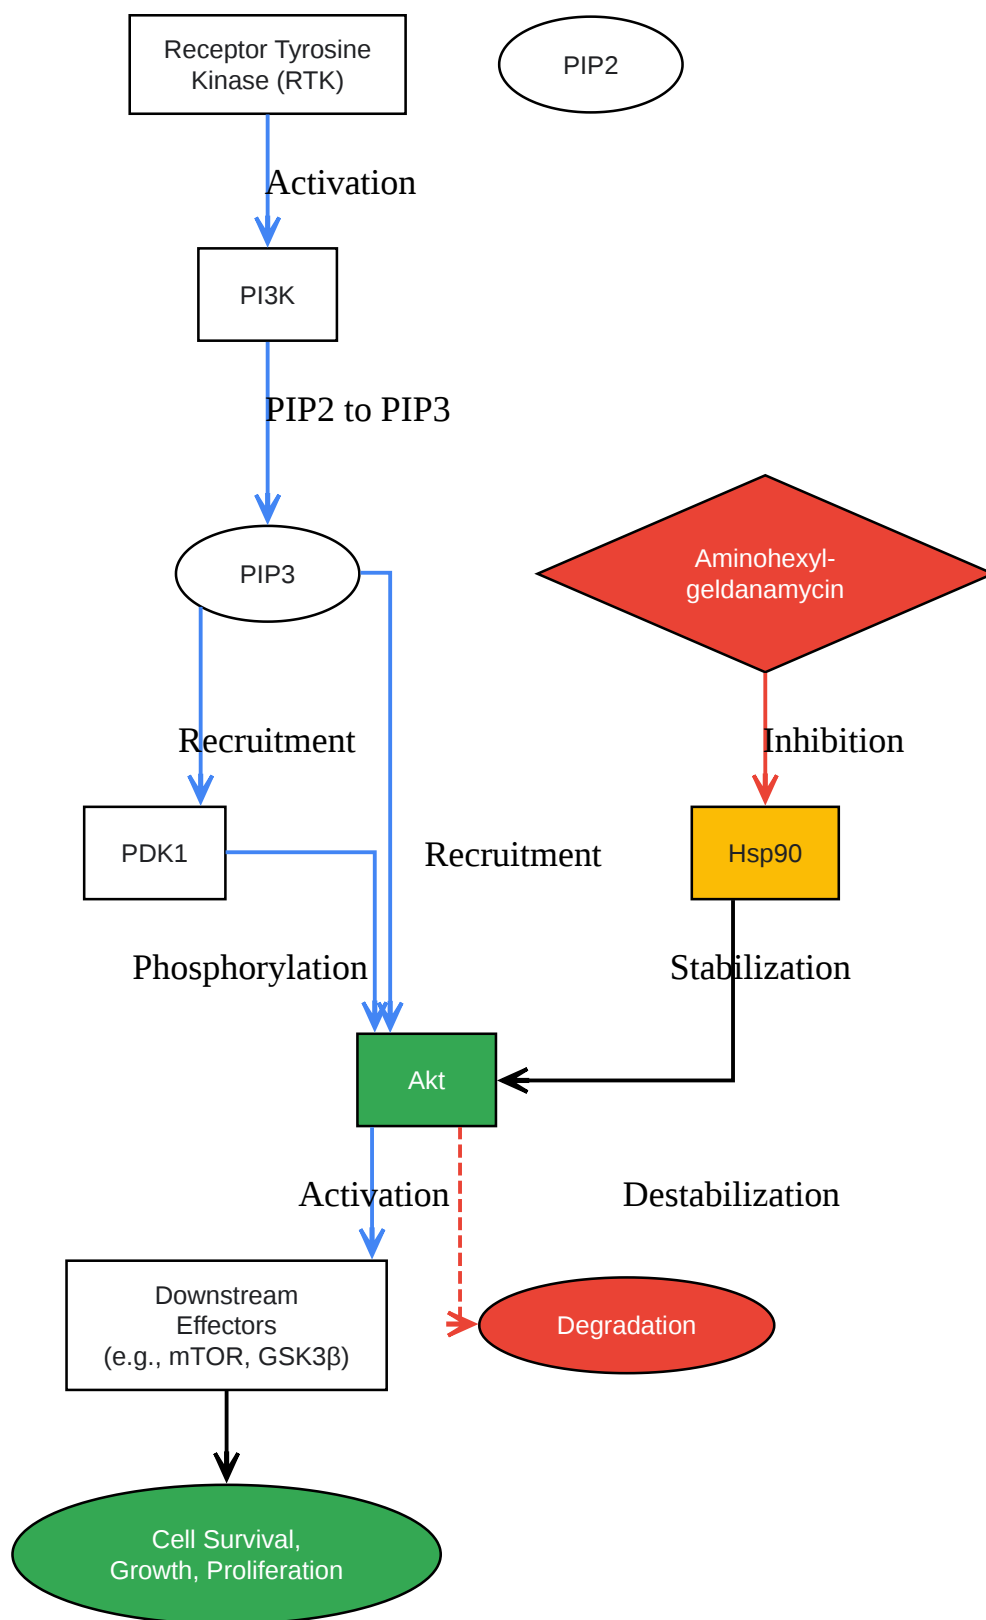 Receptor Tyrosine
Kinase (RTK)
PIP2
Activation
PI3K
PIP2 to PIP3
PIP3
Aminohexyl-
geldanamycin
Recruitment
Inhibition
PDK1
Recruitment
Hsp90
Phosphorylation
Stabilization
Akt
Activation
Destabilization
Downstream
Effectors
(e.g., mTOR, GSK3β)
Degradation
Cell Survival,
Growth, Proliferation